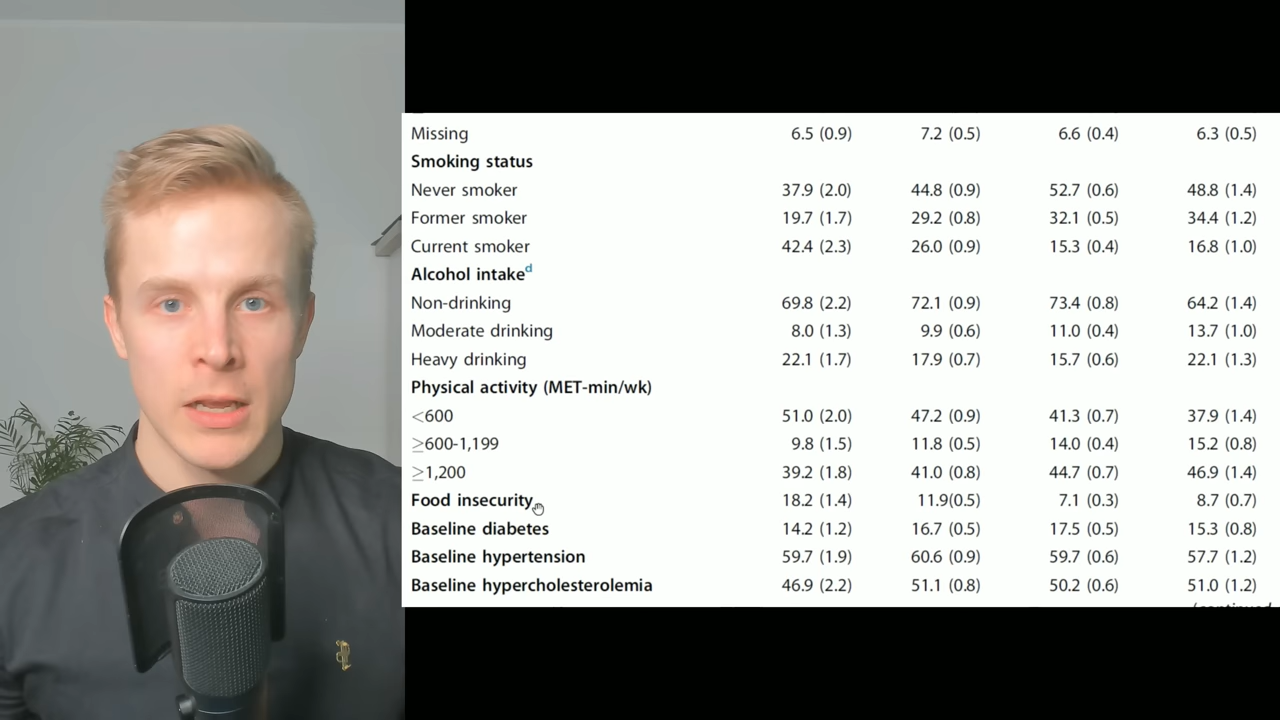 Missing 6.5 (0.9) 7.2 (0.5) 6.6 (0.4) 6.3 (0.5)
Smoking status
Never smoker 37.9 (2.0) 44.8 (0.9) 52.7 (0.6) 48.8 (1.4)
Former smoker 19.7 (1.7) 29.2 (0.8) 32.1 (0.5) 34.4 (1.2)
Current smoker 42.4 (2.3) 26.0 (0.9) 15.3 (0.4) 16.8 (1.0)
Alcohol intake d
Non-drinking 69.8 (2.2) 72.1 (0.9) 73.4 (0.8) 64.2 (1.4)
Moderate drinking 8.0 (1.3) 9.9 (0.6) 11.0 (0.4) 13.7 (1.0)
Heavy drinking 22.1 (1.7) 17.9 (0.7) 15.7 (0.6) 22.1 (1.3)
Physical activity (MET-min/wk)
<600 51.0 (2.0) 47.2 (0.9) 41.3 (0.7) 37.9 (1.4)
≥600-1,199 9.8 (1.5) 11.8 (0.5) 14.0 (0.4) 15.2 (0.8)
≥1,200 39.2 (1.8) 41.0 (0.8) 44.7 (0.7) 46.9 (1.4)
Food insecurity 18.2 (1.4) 11.9(0.5) 7.1 (0.3) 8.7 (0.7)
Baseline diabetes 14.2 (1.2) 16.7 (0.5) 17.5 (0.5) 15.3 (0.8)
Baseline hypertension 59.7 (1.9) 60.6 (0.9) 59.7 (0.6) 57.7 (1.2)
Baseline hypercholesterolemia 46.9 (2.2) 51.1 (0.8) 50.2 (0.6) 51.0 (1.2)